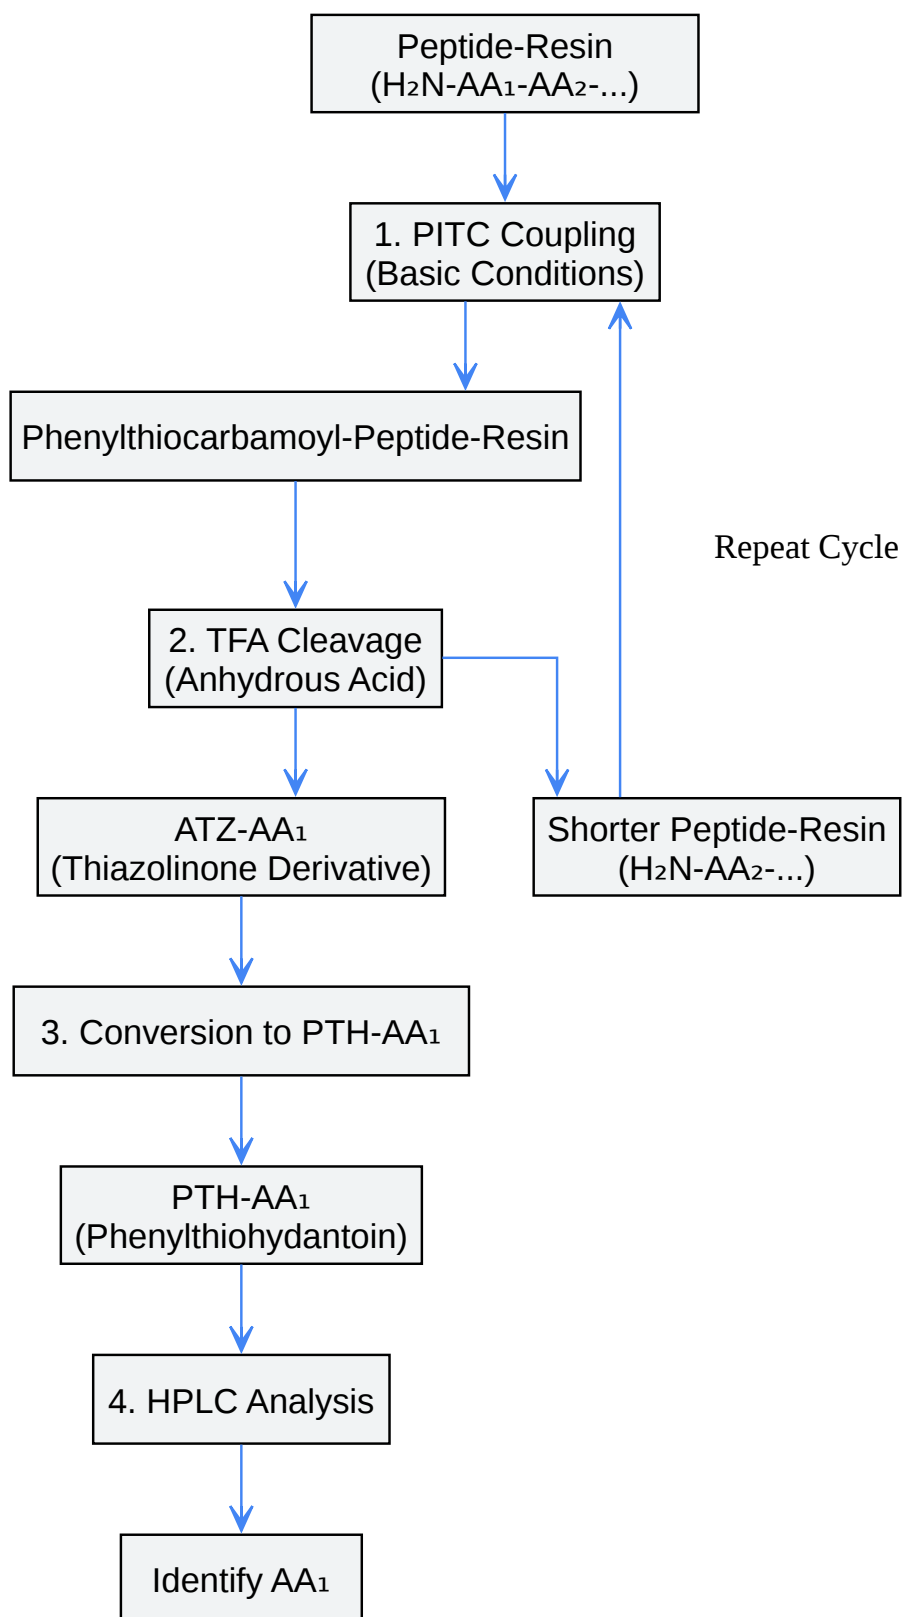 Peptide-Resin
(H₂N-AA₁-AA₂-...)
1. PITC Coupling
(Basic Conditions)
Phenylthiocarbamoyl-Peptide-Resin
Repeat Cycle
2. TFA Cleavage
(Anhydrous Acid)
ATZ-AA₁
(Thiazolinone Derivative)
Shorter Peptide-Resin
(H₂N-AA₂-...)
3. Conversion to PTH-AA₁
PTH-AA₁
(Phenylthiohydantoin)
4. HPLC Analysis
Identify AA₁